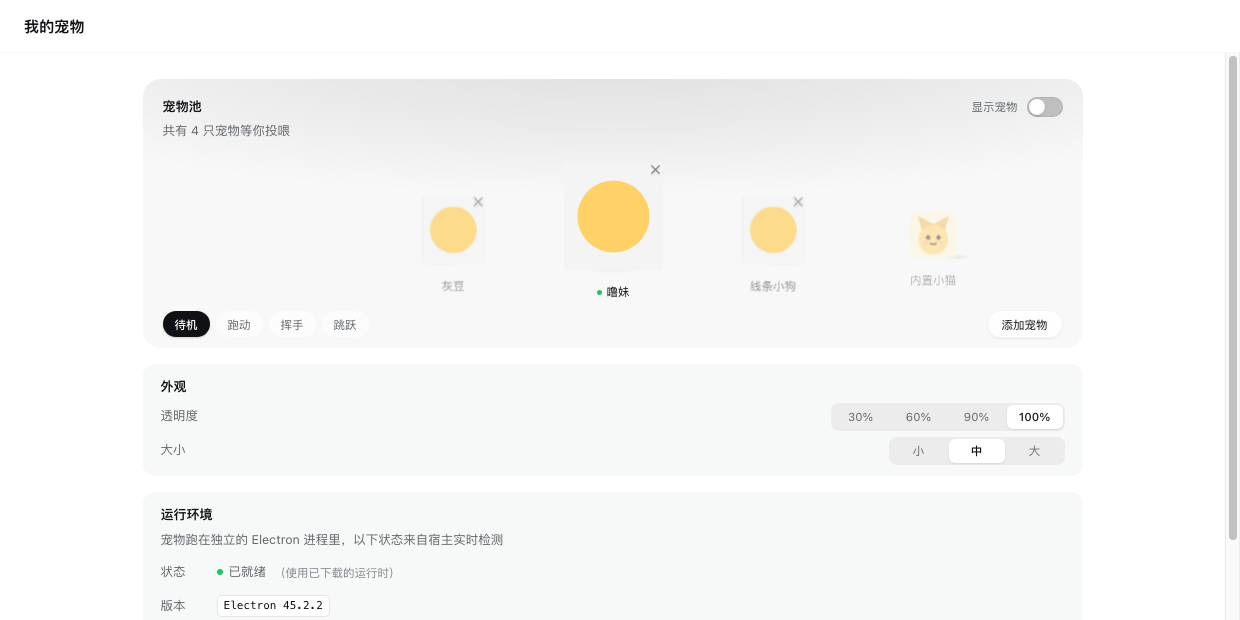 我的宠物
宠物池
显示宠物
共有 4 只宠物等你投喂
灰豆
噜妹
线条小狗
内置小猫
待机
跑动
挥手
跳跃
添加宠物
外观
透明度
30%
60%
90%
100%
大小
小
中
大
运行环境
宠物跑在独立的 Electron 进程里，以下状态来自宿主实时检测
状态
已就绪
（使用已下载的运行时）
版本
Electron 45.2.2